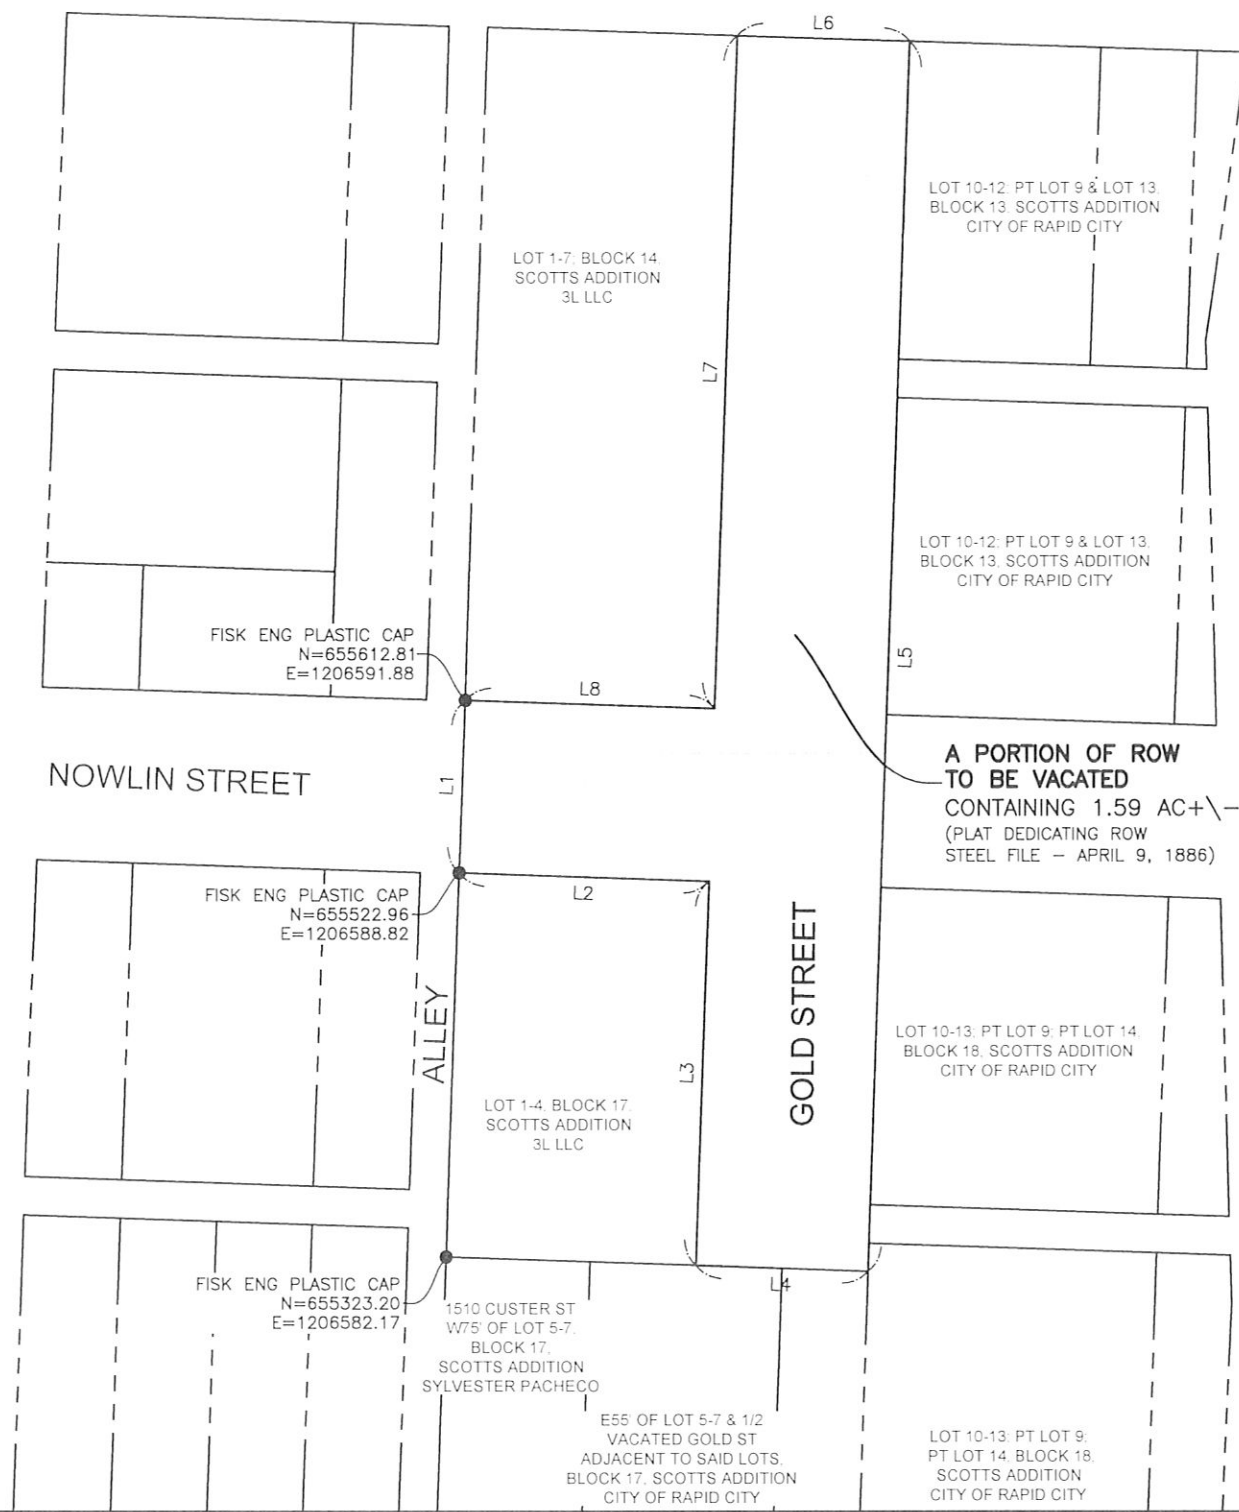 L6
LOT 10-12; PT LOT 9 & LOT 13,
BLOCK 13, SCOTTS ADDITION
CITY OF RAPID CITY
LOT 1-7; BLOCK 14,
SCOTTS ADDITION
3L LLC
L7
LOT 10-12; PT LOT 9 & LOT 13,
BLOCK 13, SCOTTS ADDITION
CITY OF RAPID CITY
FISK ENG PLASTIC CAP
N=655612.81
E=1206591.88
L5
L8
NOWLIN STREET
L1
A PORTION OF ROW
TO BE VACATED
CONTAINING 1.59 AC+\-
(PLAT DEDICATING ROW
STEEL FILE - APRIL 9, 1886)
FISK ENG PLASTIC CAP
N=655522.96
E=1206588.82
L2
GOLD STREET
ALLEY
LOT 10-13; PT LOT 9; PT LOT 14,
BLOCK 18, SCOTTS ADDITION
CITY OF RAPID CITY
L3
LOT 1-4, BLOCK 17,
SCOTTS ADDITION
3L LLC
FISK ENG PLASTIC CAP
N=655323.20
E=1206582.17
L4
1510 CUSTER ST
W75' OF LOT 5-7,
BLOCK 17,
SCOTTS ADDITION
SYLVESTER PACHECO
E55' OF LOT 5-7 & 1/2
VACATED GOLD ST
ADJACENT TO SAID LOTS,
BLOCK 17, SCOTTS ADDITION
CITY OF RAPID CITY
LOT 10-13; PT LOT 9;
PT LOT 14, BLOCK 18,
SCOTTS ADDITION
CITY OF RAPID CITY